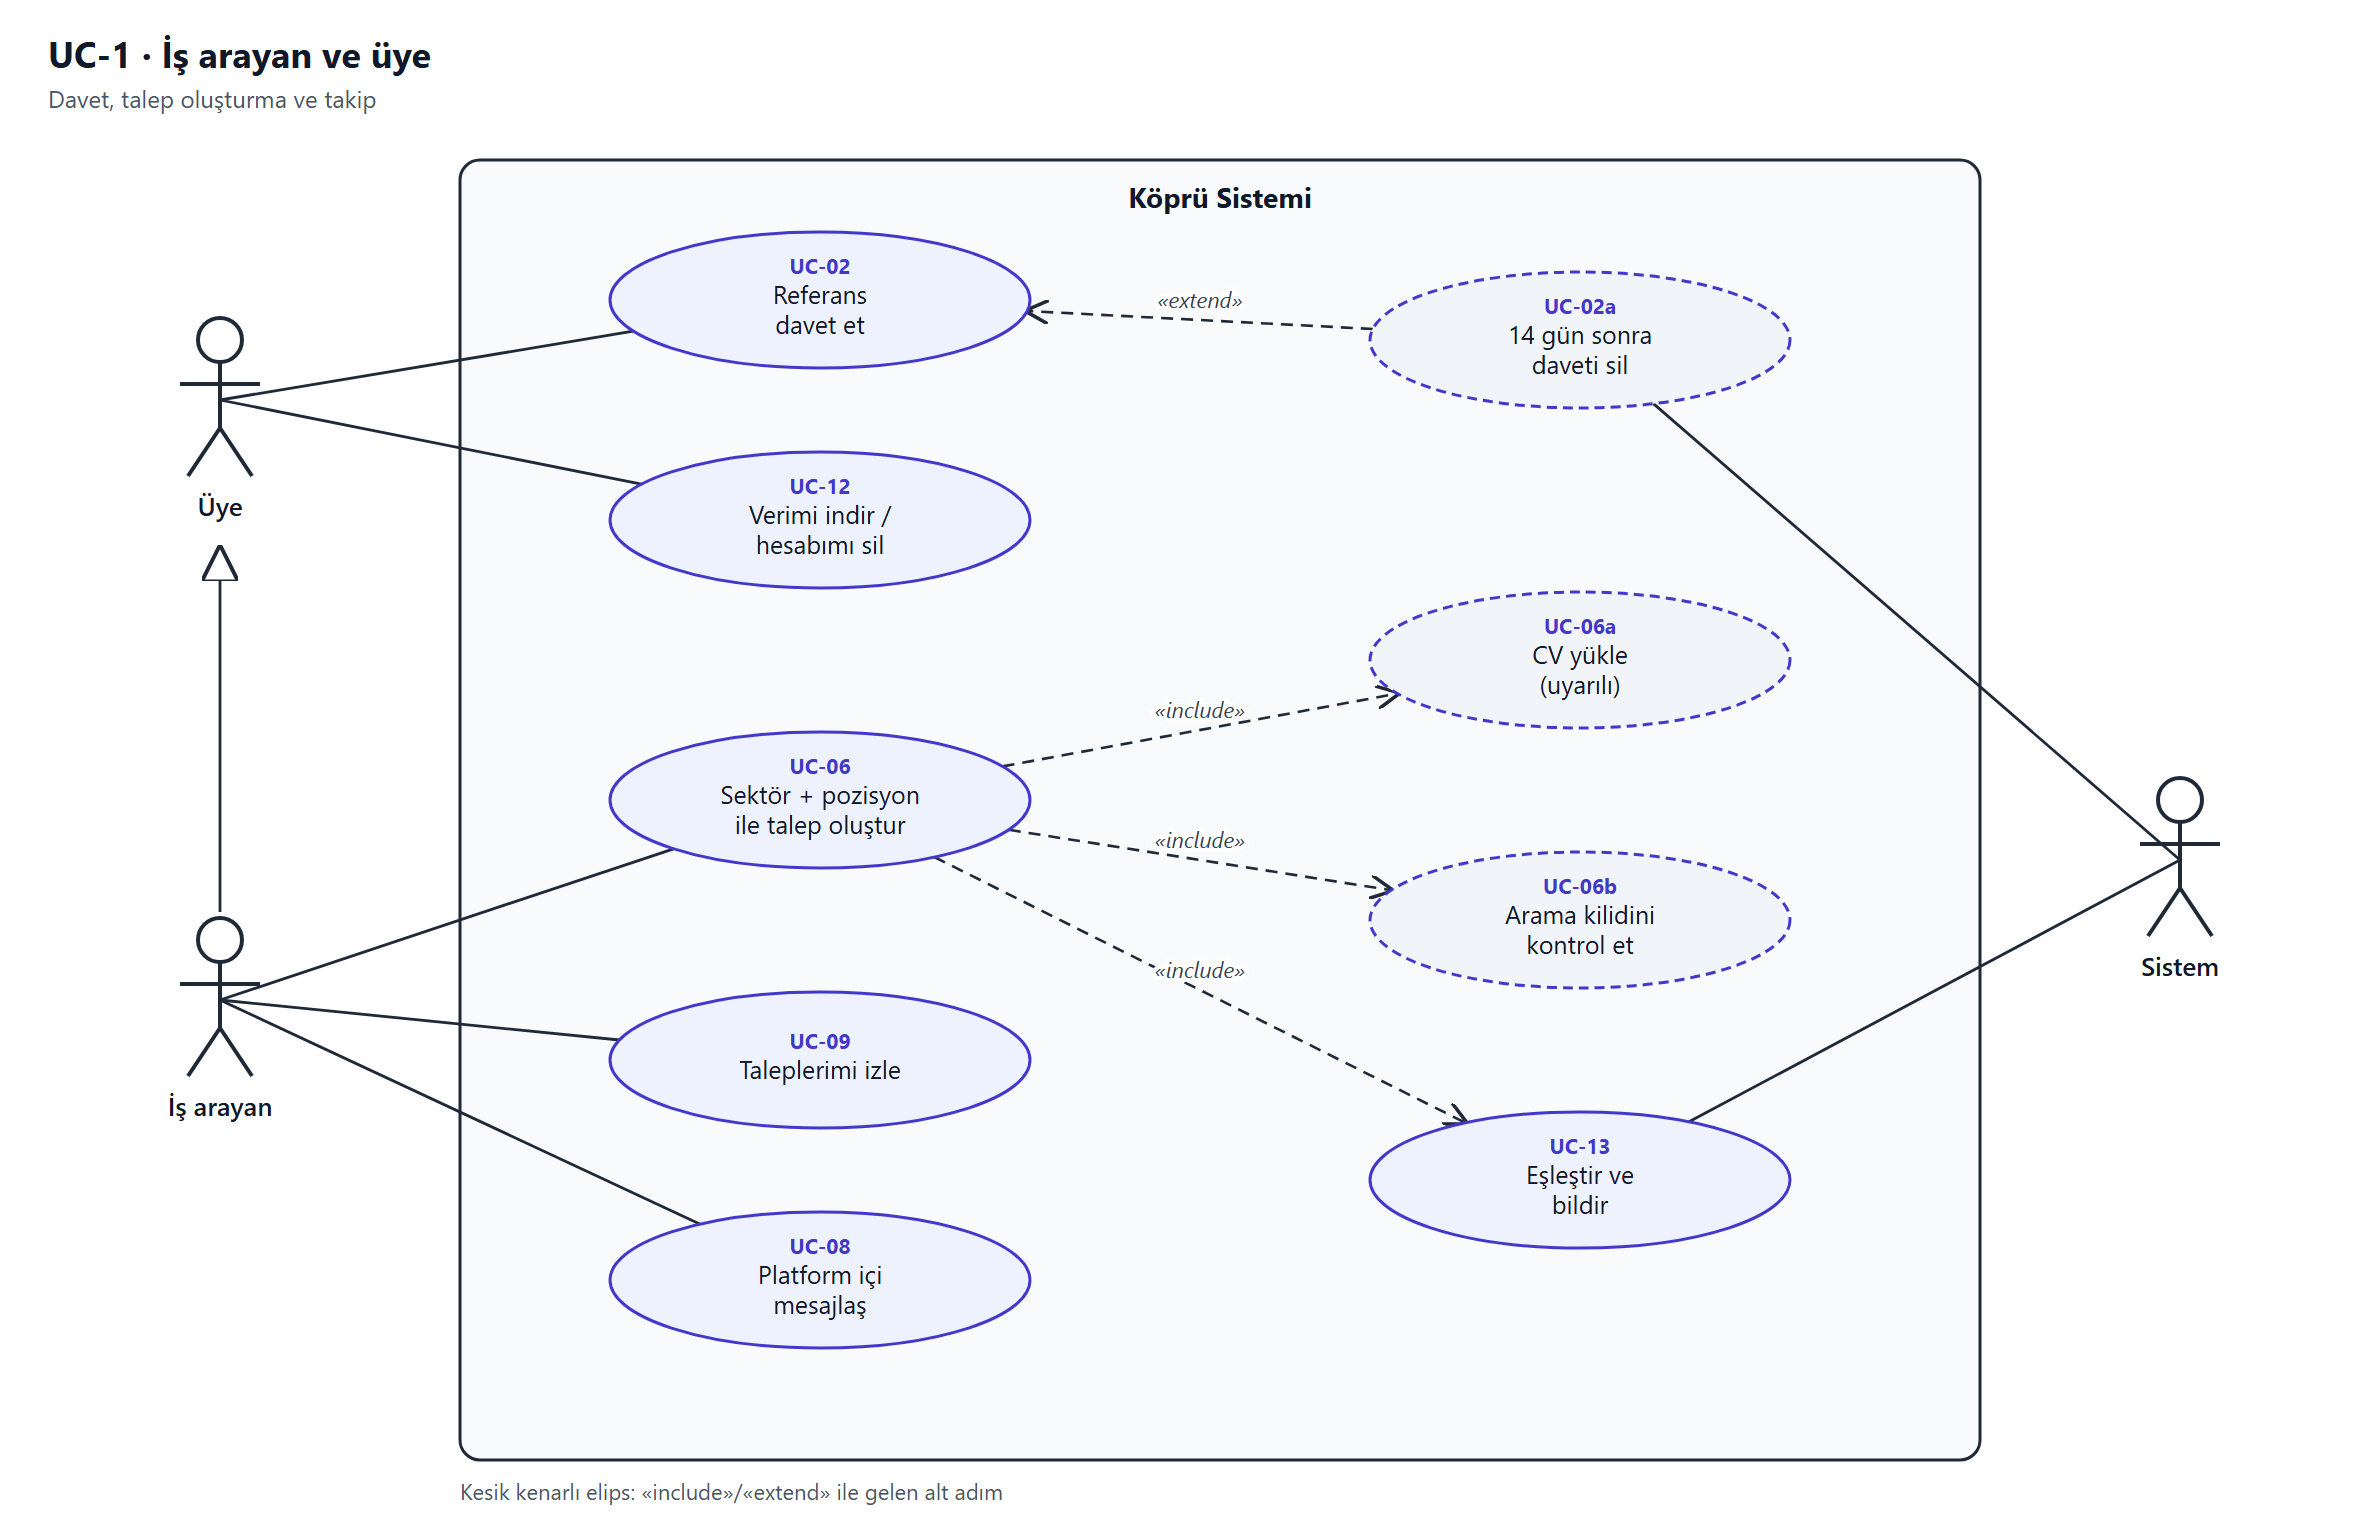 UC-1 · İş arayan ve üye
Davet, talep oluşturma ve takip
Köprü Sistemi
UC-02
Referans
davet et
«extend»
UC-02a
14 gün sonra
daveti sil
Üye
UC-12
Verimi indir /
hesabımı sil
UC-06a
CV yükle
(uyarılı)
«include»
UC-06
Sektör + pozisyon
ile talep oluştur
«include»
UC-06b
Arama kilidini
kontrol et
«include»
Sistem
İş arayan
UC-09
Taleplerimi izle
UC-13
Eşleştir ve
bildir
UC-08
Platform içi
mesajlaş
Kesik kenarlı elips: «include»/«extend» ile gelen alt adım